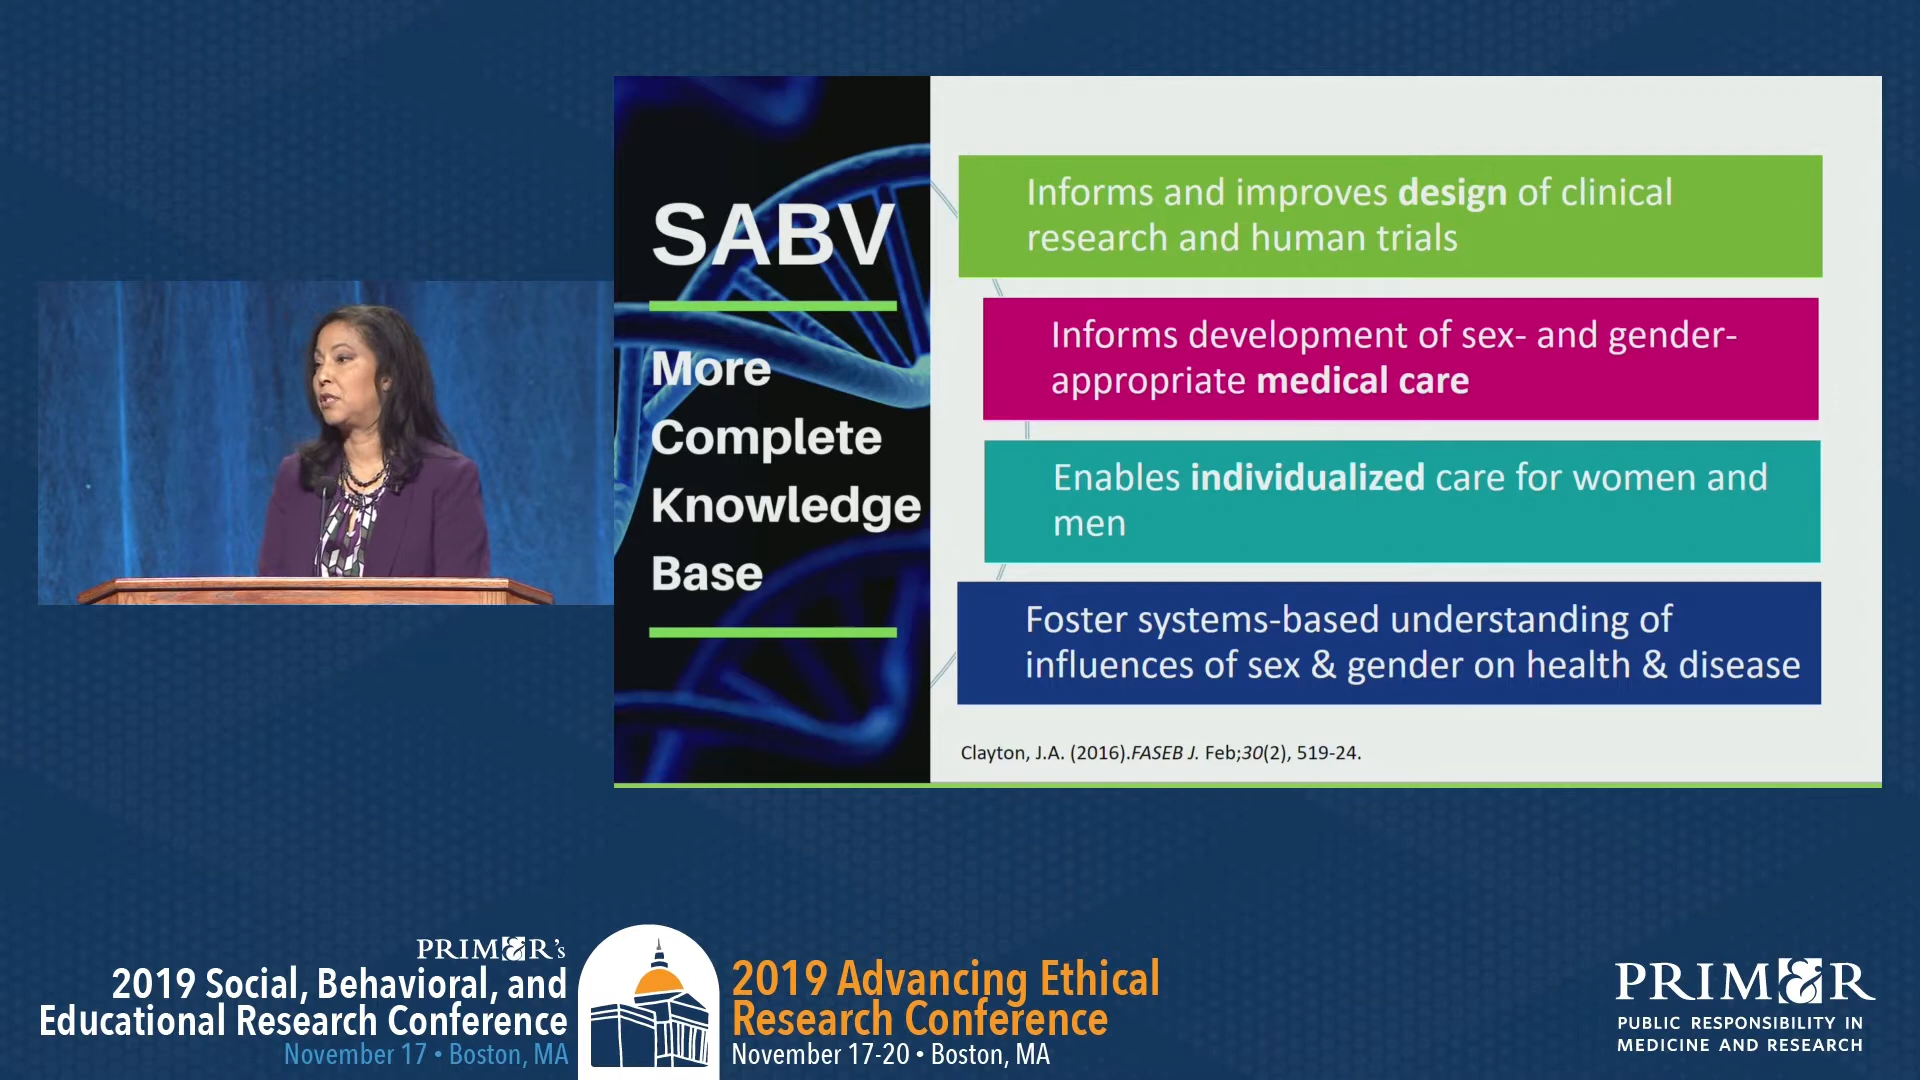 SABV
More
Complete
Knowledge
Base
Informs and improves design of clinical
research and human trials
Informs development of sex- and gender-
appropriate medical care
Enables individualized care for women and
men
Foster systems-based understanding of
influences of sex & gender on health & disease
Clayton, J.A. (2016).FASEB J. Feb;30(2), 519-24.
PRIM&R's
2019 Social, Behavioral, and
Educational Research Conference
November 17 • Boston, MA
2019 Advancing Ethical
Research Conference
November 17-20 • Boston, MA
PRIM&R
PUBLIC RESPONSIBILITY IN
MEDICINE AND RESEARCH